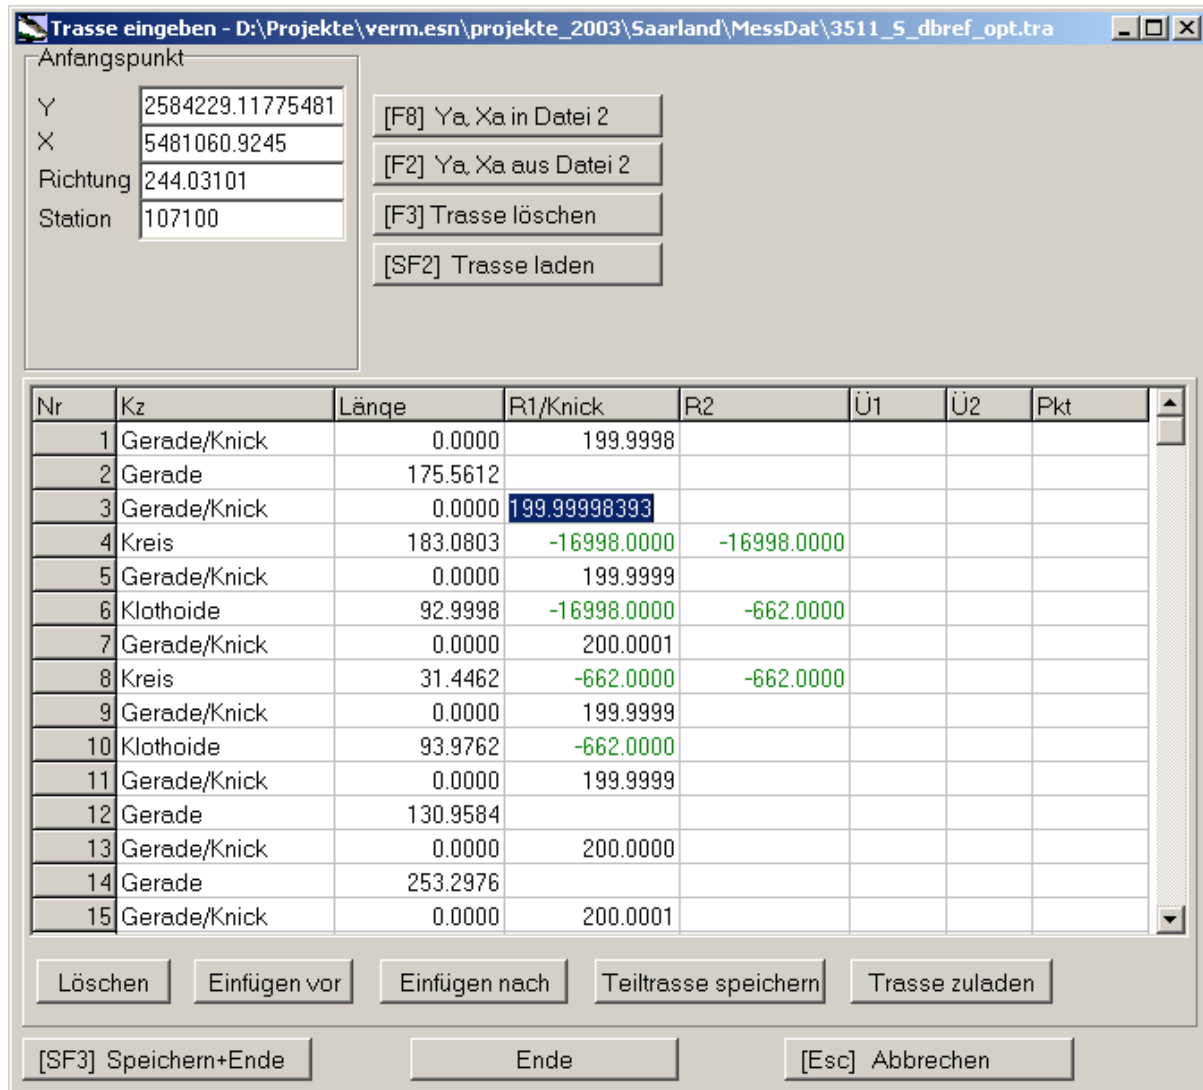 Trasse eingeben - D:\Projekte\verm.esn\projekte_2003\Saarland\MessDat\3511_S_dbref_opt.tra
Anfangspunkt
Y 2584229.11775481
X 5481060.9245
Richtung 244.03101
Station 107100
[F8] Ya, Xa in Datei 2
[F2] Ya, Xa aus Datei 2
[F3] Trasse löschen
[SF2] Trasse laden
Nr Kz Länge R1/Knick R2 Ü1 Ü2 Pkt
1 Gerade/Knick 0.0000 199.9998
2 Gerade 175.5612
3 Gerade/Knick 0.0000 199.99998393
4 Kreis 183.0803 -16998.0000 -16998.0000
5 Gerade/Knick 0.0000 199.9999
6 Klothoide 92.9998 -16998.0000 -662.0000
7 Gerade/Knick 0.0000 200.0001
8 Kreis 31.4462 -662.0000 -662.0000
9 Gerade/Knick 0.0000 199.9999
10 Klothoide 93.9762 -662.0000
11 Gerade/Knick 0.0000 199.9999
12 Gerade 130.9584
13 Gerade/Knick 0.0000 200.0000
14 Gerade 253.2976
15 Gerade/Knick 0.0000 200.0001
Löschen Einfügen vor Einfügen nach Teiltrasse speichern Trasse zuladen
[SF3] Speichern+Ende Ende [Esc] Abbrechen